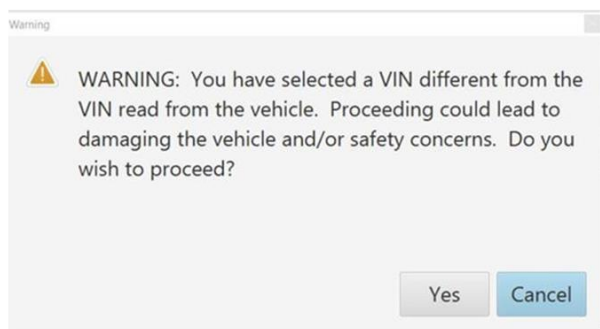 Warning
WARNING: You have selected a VIN different from the
VIN read from the vehicle. Proceeding could lead to
damaging the vehicle and/or safety concerns. Do you
wish to proceed?
Yes
Cancel